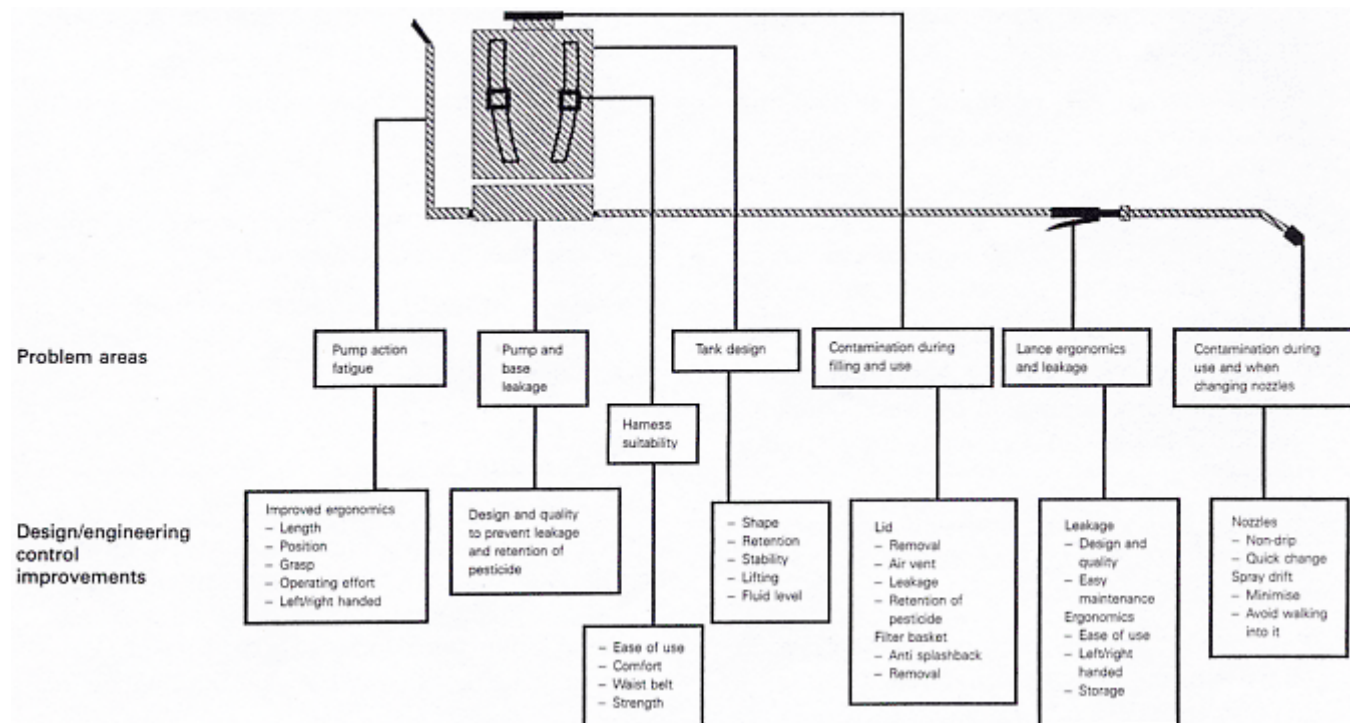 Problem areas
Pump action
fatigue
Pump and
base
leakage
Harness
suitability
Tank design
Contamination during
filling and use
Lance ergonomics
and leakage
Contamination during
use and when
changing nozzles
Design/engineering
control
improvements
Improved ergonomics
– Length
– Position
– Grasp
– Operating effort
– Left/right handed
Design and quality
to prevent leakage
and retention of
pesticide
– Ease of use
– Comfort
– Waist belt
– Strength
– Shape
– Retention
– Stability
– Lifting
– Fluid level
Lid
– Removal
– Air vent
– Leakage
– Retention of
pesticide
Filter basket
– Anti splashback
– Removal
Leakage
– Design and
quality
– Easy
maintenance
Ergonomics
– Ease of use
– Left/right
handed
– Storage
Nozzles
– Non-drip
– Quick change
Spray drift
– Minimise
– Avoid walking
into it